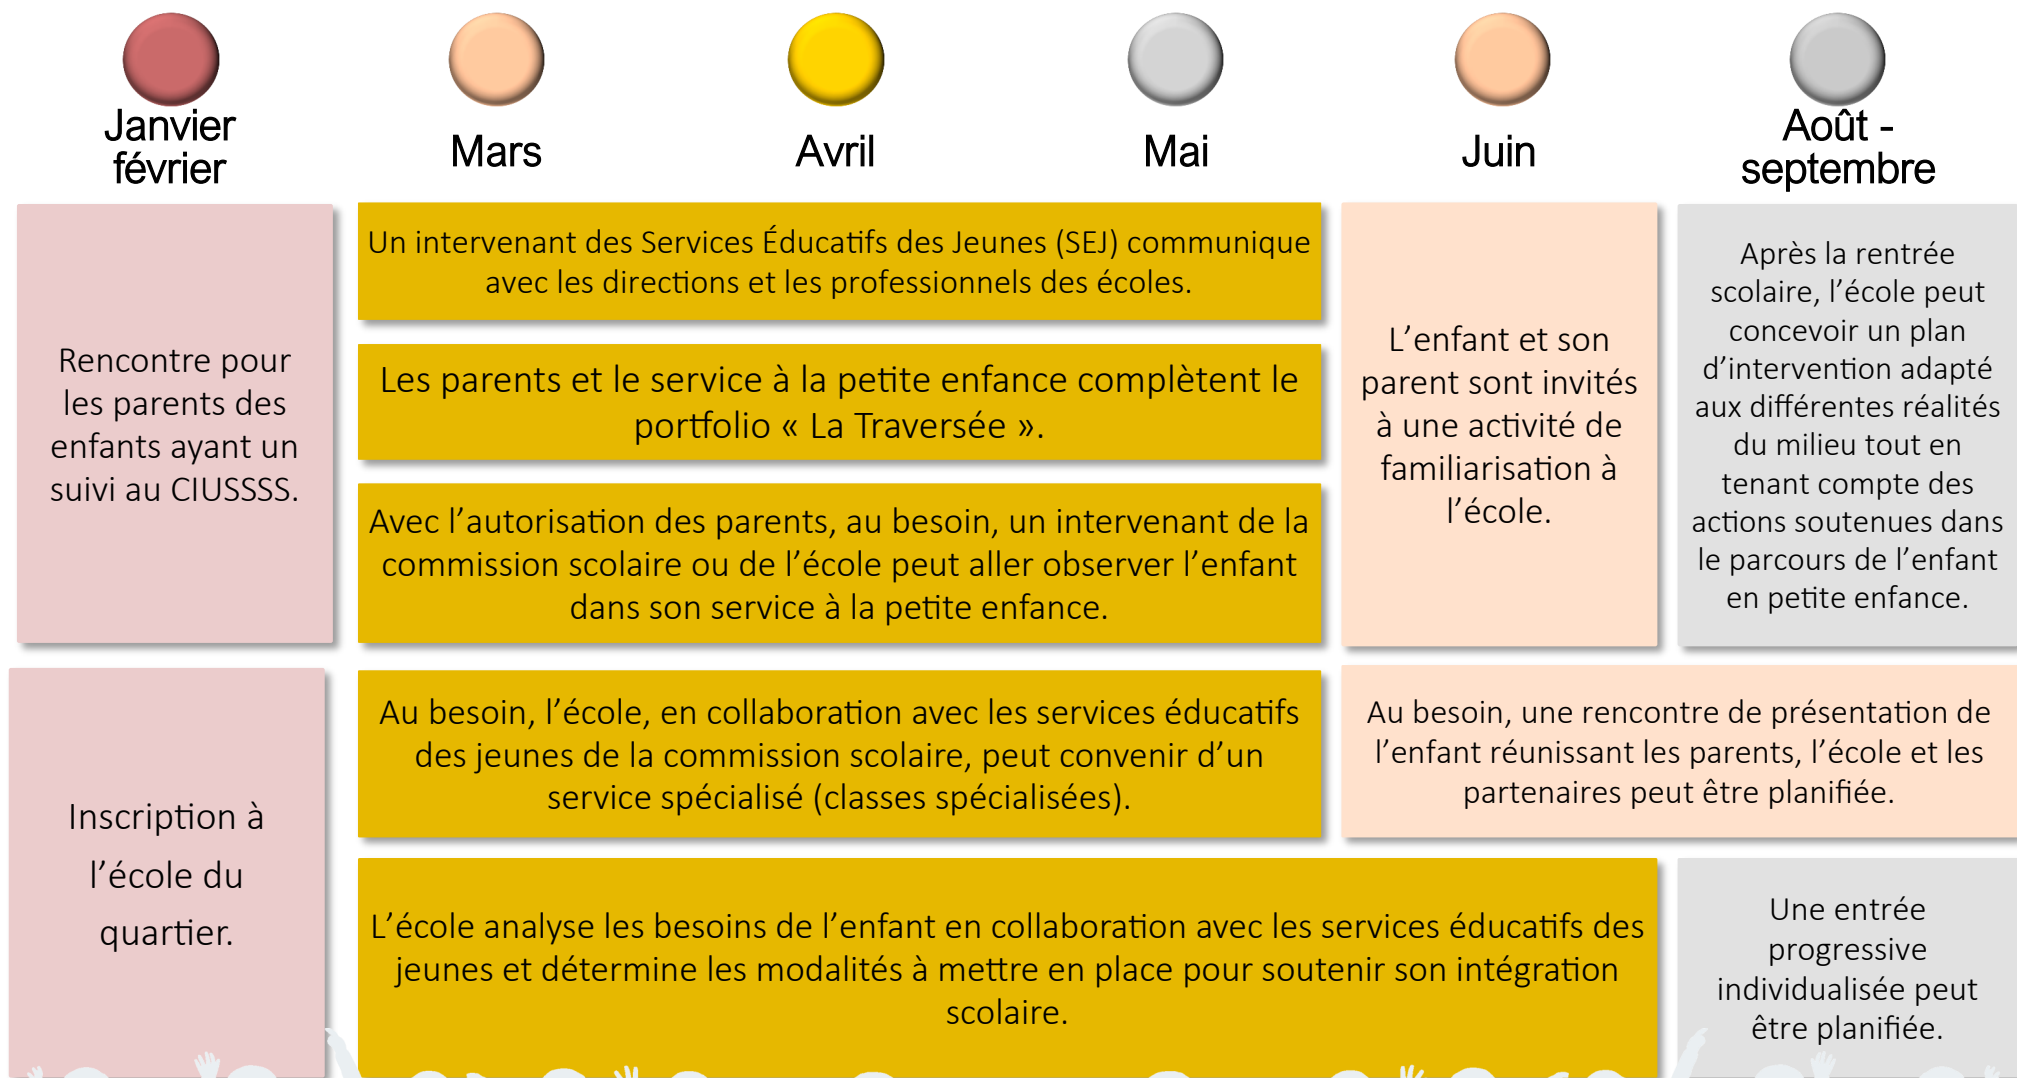 Janvier
février
Mars
Avril
Mai
Juin
Août -
septembre
Rencontre pour
les parents des
enfants ayant un
suivi au CIUSSSS.
Un intervenant des Services Éducatifs des Jeunes (SEJ) communique
avec les directions et les professionnels des écoles.
Les parents et le service à la petite enfance complètent le
portfolio « La Traversée ».
Avec l’autorisation des parents, au besoin, un intervenant de la
commission scolaire ou de l’école peut aller observer l’enfant
dans son service à la petite enfance.
L’enfant et son
parent sont invités
à une activité de
familiarisation à
l’école.
Après la rentrée
scolaire, l’école peut
concevoir un plan
d’intervention adapté
aux différentes réalités
du milieu tout en
tenant compte des
actions soutenues dans
le parcours de l’enfant
en petite enfance.
Inscription à
l’école du
quartier.
Au besoin, l’école, en collaboration avec les services éducatifs
des jeunes de la commission scolaire, peut convenir d’un
service spécialisé (classes spécialisées).
Au besoin, une rencontre de présentation de
l’enfant réunissant les parents, l’école et les
partenaires peut être planifiée.
L’école analyse les besoins de l’enfant en collaboration avec les services éducatifs des
jeunes et détermine les modalités à mettre en place pour soutenir son intégration
scolaire.
Une entrée
progressive
individualisée peut
être planifiée.